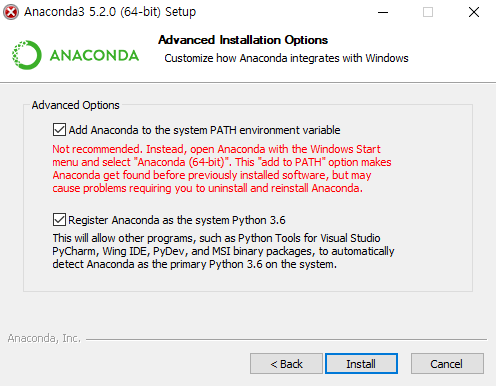 Anaconda3 5.2.0 (64-bit) Setup
Advanced Installation Options
Customize how Anaconda integrates with Windows
ANACONDA
Advanced Options
Add Anaconda to the system PATH environment variable
Not recommended. Instead, open Anaconda with the Windows Start
menu and select "Anaconda (64-bit)". This "add to PATH" option makes
Anaconda get found before previously installed software, but may
cause problems requiring you to uninstall and reinstall Anaconda.
Register Anaconda as the system Python 3.6
This will allow other programs, such as Python Tools for Visual Studio
PyCharm, Wing IDE, PyDev, and MSI binary packages, to automatically
detect Anaconda as the primary Python 3.6 on the system.
Anaconda, Inc.
< Back
Install
Cancel